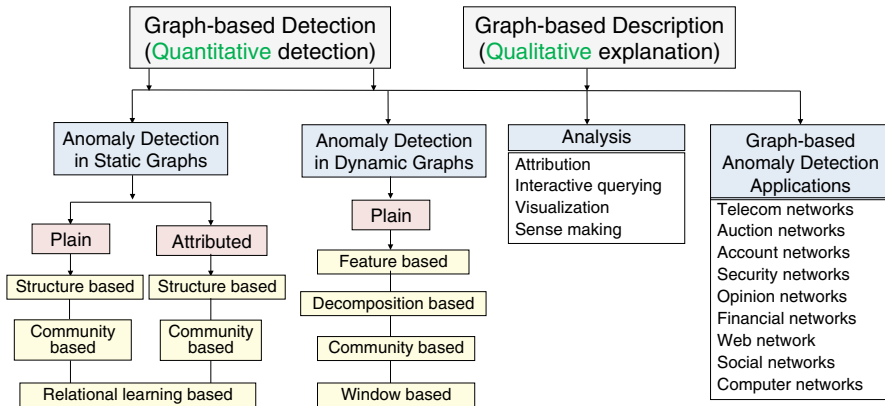 Graph-based Detection
(Quantitative detection)
Graph-based Description
(Qualitative explanation)
Anomaly Detection
in Static Graphs
Anomaly Detection
in Dynamic Graphs
Analysis
Attribution
Interactive querying
Visualization
Sense making
Graph-based
Anomaly Detection
Applications
Telecom networks
Auction networks
Account networks
Security networks
Opinion networks
Financial networks
Web network
Social networks
Computer networks
Plain
Attributed
Structure based
Structure based
Community
based
Community
based
Relational learning based
Plain
Feature based
Decomposition based
Community based
Window based